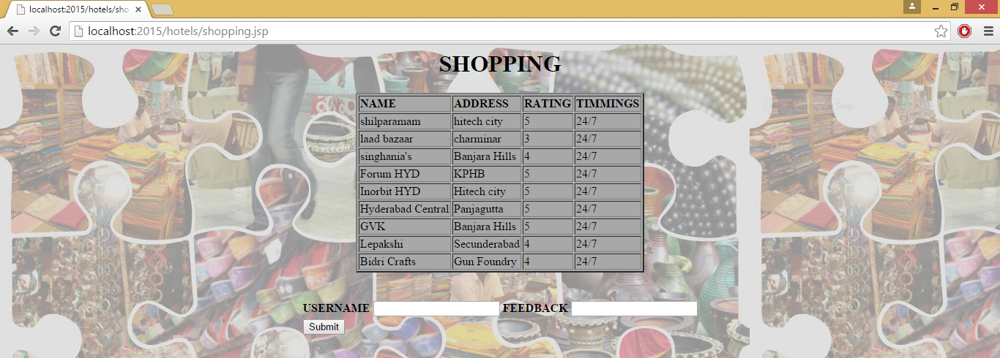 localhost:2015/hotels/sho
localhost:2015/hotels/shopping.jsp
SHOPPING
NAME ADDRESS RATING TIMMINGS
shilparamam hitech city 5 24/7
laad bazaar charminar 3 24/7
singhania's Banjara Hills 4 24/7
Forum HYD KPHB 5 24/7
Inorbit HYD Hitech city 5 24/7
Hyderabad Central Panjagutta 5 24/7
GVK Banjara Hills 5 24/7
Lepakshi Secunderabad 4 24/7
Bidri Crafts Gun Foundry 4 24/7
Rectangular Snip
USERNAME FEEDBACK
Submit